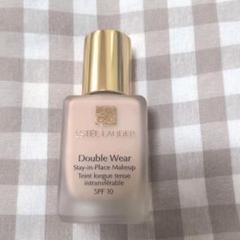 ESTĒE LAUDER
Double Wear
Stay-in-Place Makeup
Teint longue tenue
intransférable
SPF 10